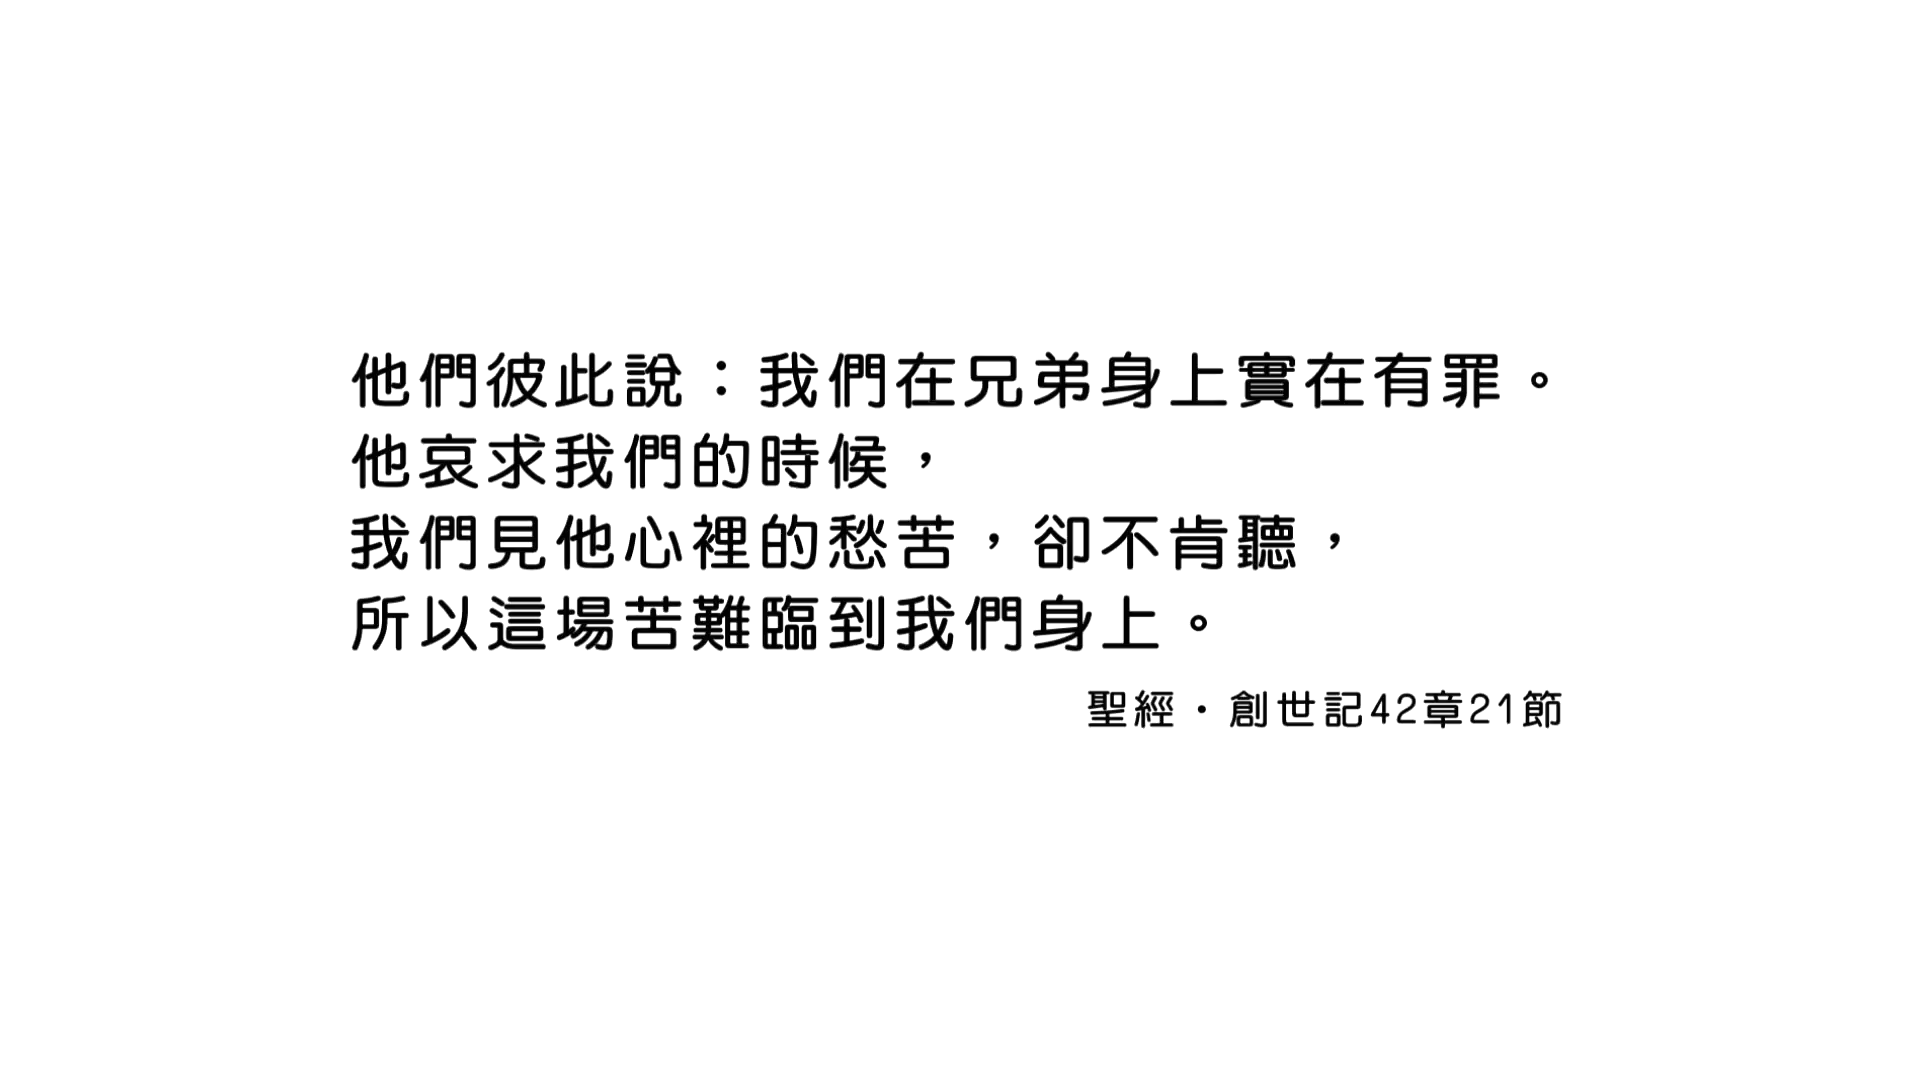 他們彼此說：我們在兄弟身上實在有罪。
他哀求我們的時候，
我們見他心裡的愁苦，卻不肯聽，
所以這場苦難臨到我們身上。
聖經・創世記42章21節